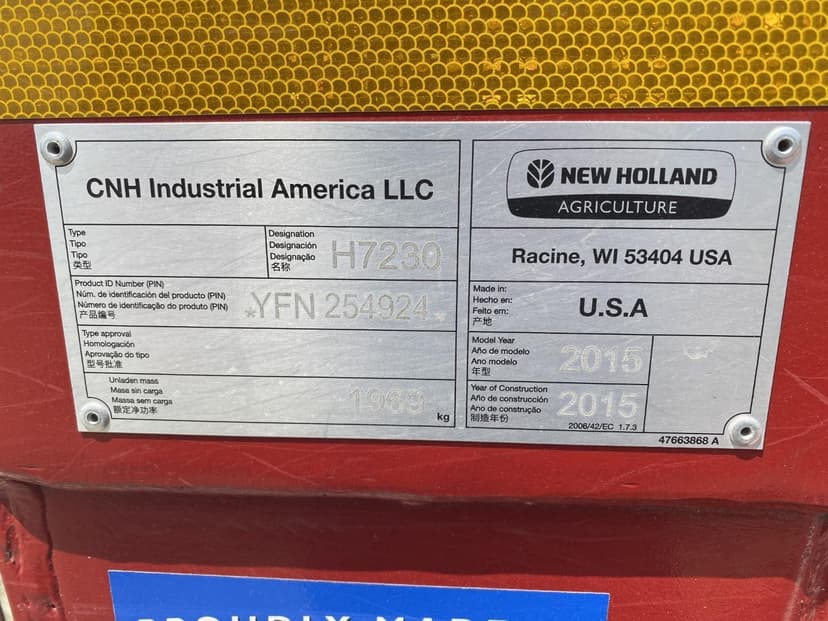 CNH Industrial America LLC
Type
Tipo
Tipo
类型
Designation
Designación
Designação
名称
H7230
Product ID Number (PIN)
Núm. de identificación del producto (PIN)
Número de identificação do produto (PIN)
产品编号
*YFN 254924*
Type approval
Homologación
Aprovação do tipo
型号批准
Unladen mass
Masa sin carga
Massa sem carga
额定净功率
1969 kg
NEW HOLLAND
AGRICULTURE
Racine, WI 53404 USA
Made in:
Hecho en:
Feito em:
产地
U.S.A
Model Year
Año de modelo
Ano modelo
年型
2015
Year of Construction
Año de construcción
Ano de construção
制造年份
2015
2006/42/EC 1.7.3
47663868 A
PROUDLY MADE